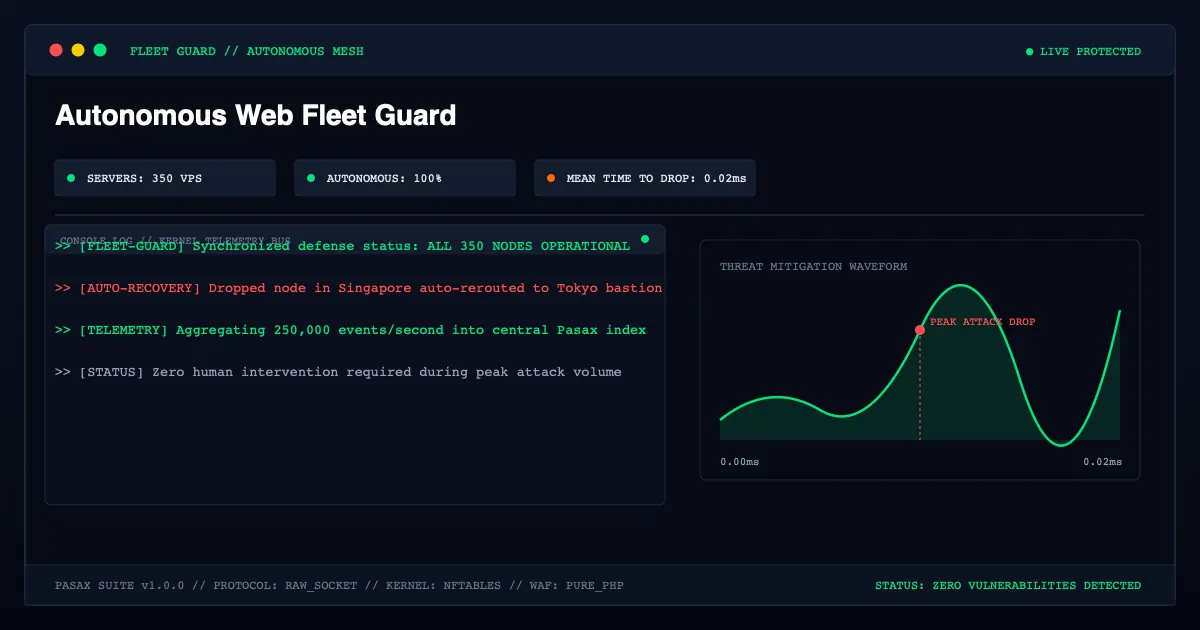 FLEET GUARD // AUTONOMOUS MESH
LIVE PROTECTED
Autonomous Web Fleet Guard
SERVERS: 350 VPS
AUTONOMOUS: 100%
MEAN TIME TO DROP: 0.02ms
CONSOLE LOG // KERNEL TELEMETRY BUS
>> [FLEET-GUARD] Synchronized defense status: ALL 350 NODES OPERATIONAL
>> [AUTO-RECOVERY] Dropped node in Singapore auto-rerouted to Tokyo bastion
>> [TELEMETRY] Aggregating 250,000 events/second into central Pasax index
>> [STATUS] Zero human intervention required during peak attack volume
THREAT MITIGATION WAVEFORM
PEAK ATTACK DROP
0.00ms
0.02ms
PASAX SUITE v1.0.0 // PROTOCOL: RAW_SOCKET // KERNEL: NFTABLES // WAF: PURE_PHP
STATUS: ZERO VULNERABILITIES DETECTED